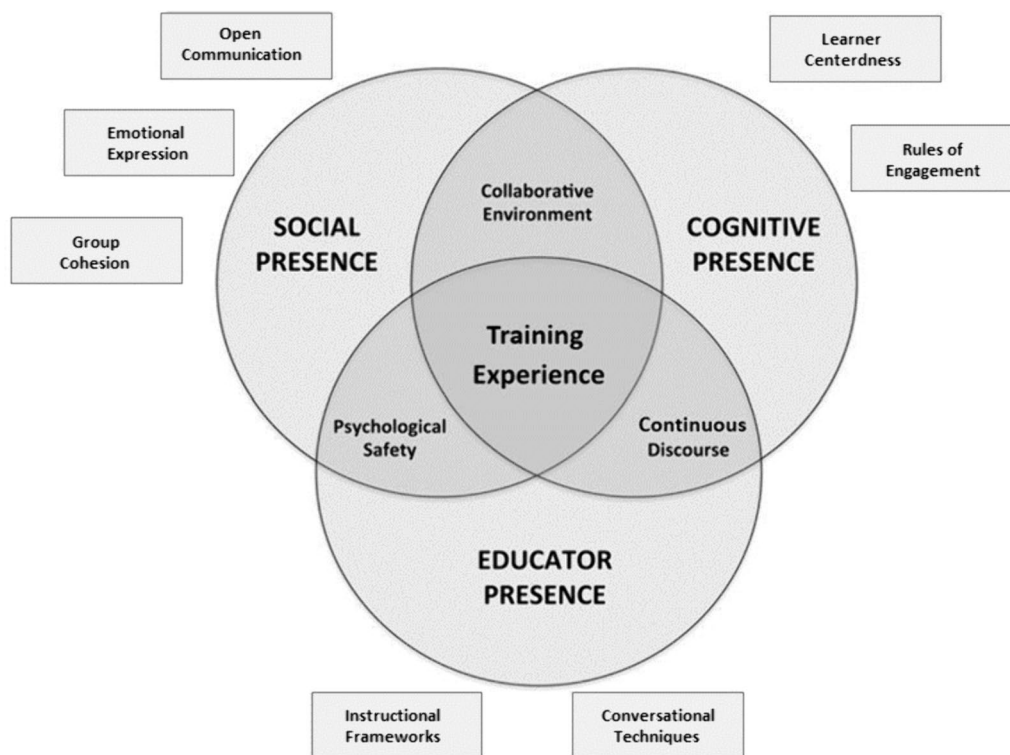 Open
Communication
Learner
Centerdness
Emotional
Expression
Rules of
Engagement
Collaborative
Environment
SOCIAL
PRESENCE
COGNITIVE
PRESENCE
Group
Cohesion
Training
Experience
Psychological
Safety
Continuous
Discourse
EDUCATOR
PRESENCE
Instructional
Frameworks
Conversational
Techniques